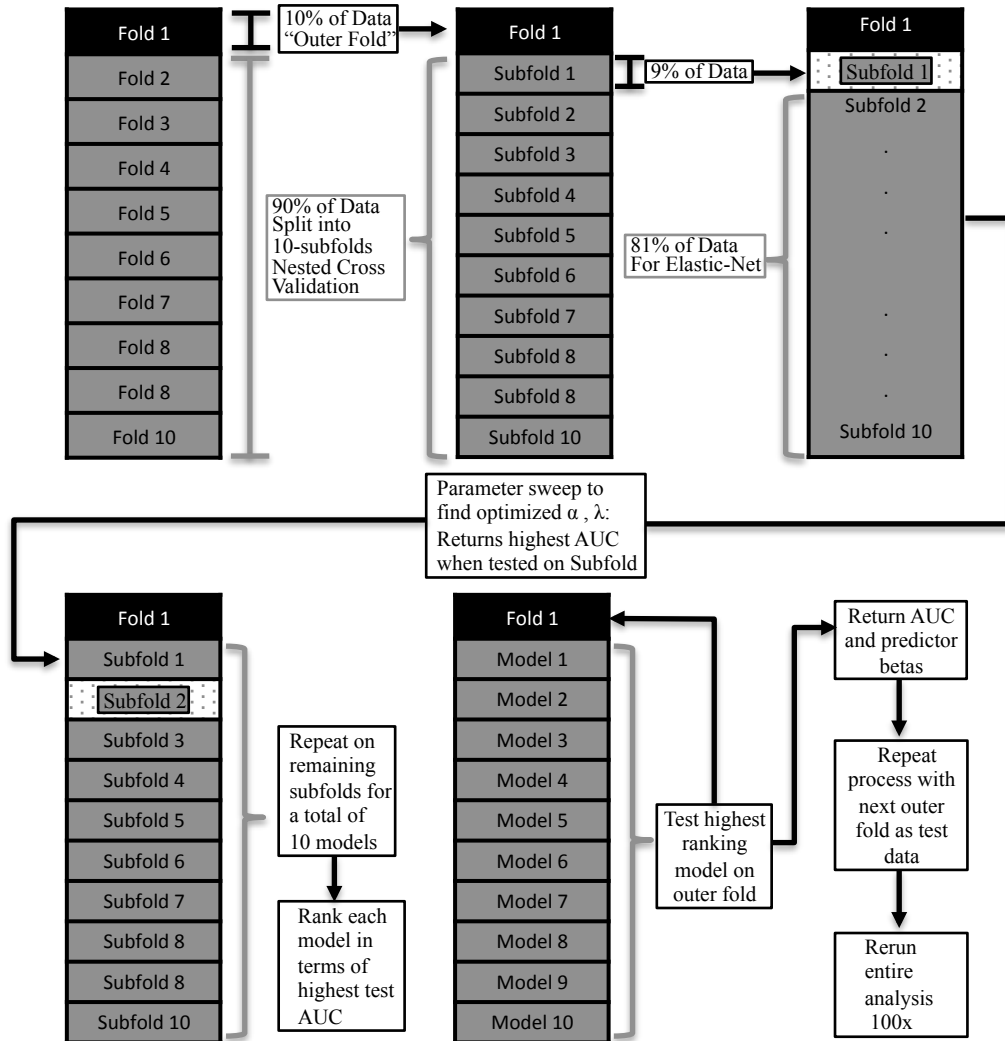 Fold 1
Fold 2
Fold 3
Fold 4
Fold 5
Fold 6
Fold 7
Fold 8
Fold 8
Fold 10
10% of Data
“Outer Fold”
90% of Data
Split into
10-subfolds
Nested Cross
Validation
Fold 1
Subfold 1
Subfold 2
Subfold 3
Subfold 4
Subfold 5
Subfold 6
Subfold 7
Subfold 8
Subfold 8
Subfold 10
9% of Data
81% of Data
For Elastic-Net
Fold 1
Subfold 1
Subfold 2
.
.
.
.
.
.
Subfold 10
Parameter sweep to
find optimized α , λ:
Returns highest AUC
when tested on Subfold
Fold 1
Subfold 1
Subfold 2
Subfold 3
Subfold 4
Subfold 5
Subfold 6
Subfold 7
Subfold 8
Subfold 8
Subfold 10
Repeat on
remaining
subfolds for
a total of
10 models
Rank each
model in
terms of
highest test
AUC
Fold 1
Model 1
Model 2
Model 3
Model 4
Model 5
Model 6
Model 7
Model 8
Model 9
Model 10
Test highest
ranking
model on
outer fold
Return AUC
and predictor
betas
Repeat
process with
next outer
fold as test
data
Rerun
entire
analysis
100x